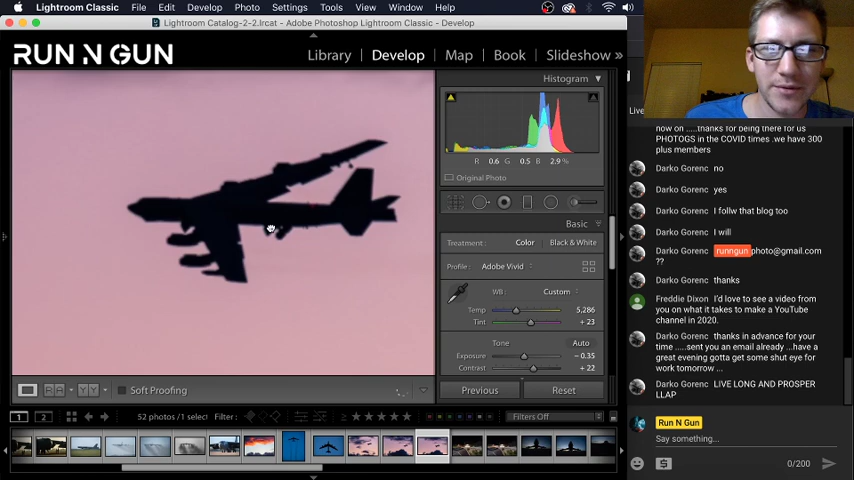 Lightroom Classic File Edit Develop Photo Settings Tools View Window Help
Lightroom Catalog-2-2.lrcat - Adobe Photoshop Lightroom Classic - Develop
RUN N GUN
Library | Develop | Map | Book | Slideshow »
Histogram
R 0.6 G 0.5 B 2.9 %
Original Photo
Basic
Treatment: Color Black & White
Profile: Adobe Vivid
WB: Custom
Temp 5,286
Tint + 23
Tone Auto
Exposure − 0.35
Contrast + 22
Previous Reset
Soft Proofing
1 2 52 photos /1 select Filter: Filters Off
Live
now on .....thanks for being there for us
PHOTOGS in the COVID times .we have 300
plus members
Darko Gorenc no
Darko Gorenc yes
Darko Gorenc I follw that blog too
Darko Gorenc I will
Darko Gorenc runngunphoto@gmail.com
??
Darko Gorenc thanks
Freddie Dixon I'd love to see a video from
you on what it takes to make a YouTube
channel in 2020.
Darko Gorenc thanks in advance for your
time .....sent you an email already ...have a
great evening gotta get some shut eye for
work tomorrow ...
Darko Gorenc LIVE LONG AND PROSPER
LLAP
Run N Gun
Say something...
0/200